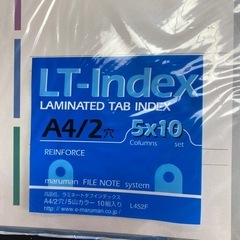 LT-Index
LAMINATED TAB INDEX
A4/2穴 5x10
Columns set
REINFORCE
maruman FILE NOTE system
A4/2穴/5山カラー 10組入り L452F
http://www.e-maruman.co.jp/